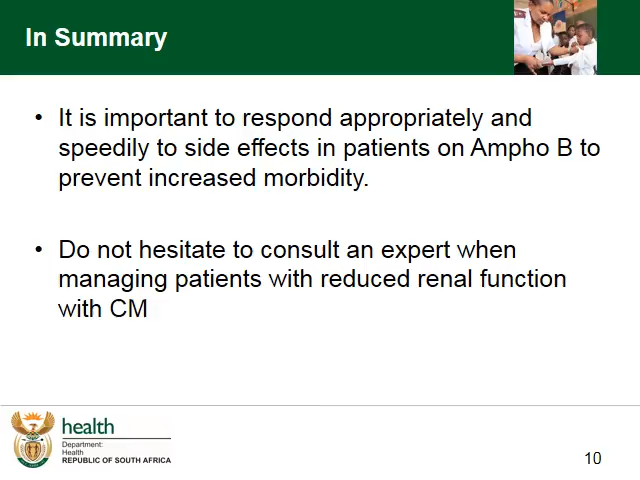 In Summary
• It is important to respond appropriately and
speedily to side effects in patients on Ampho B to
prevent increased morbidity.
• Do not hesitate to consult an expert when
managing patients with reduced renal function
with CM
health
Department:
Health
REPUBLIC OF SOUTH AFRICA
10